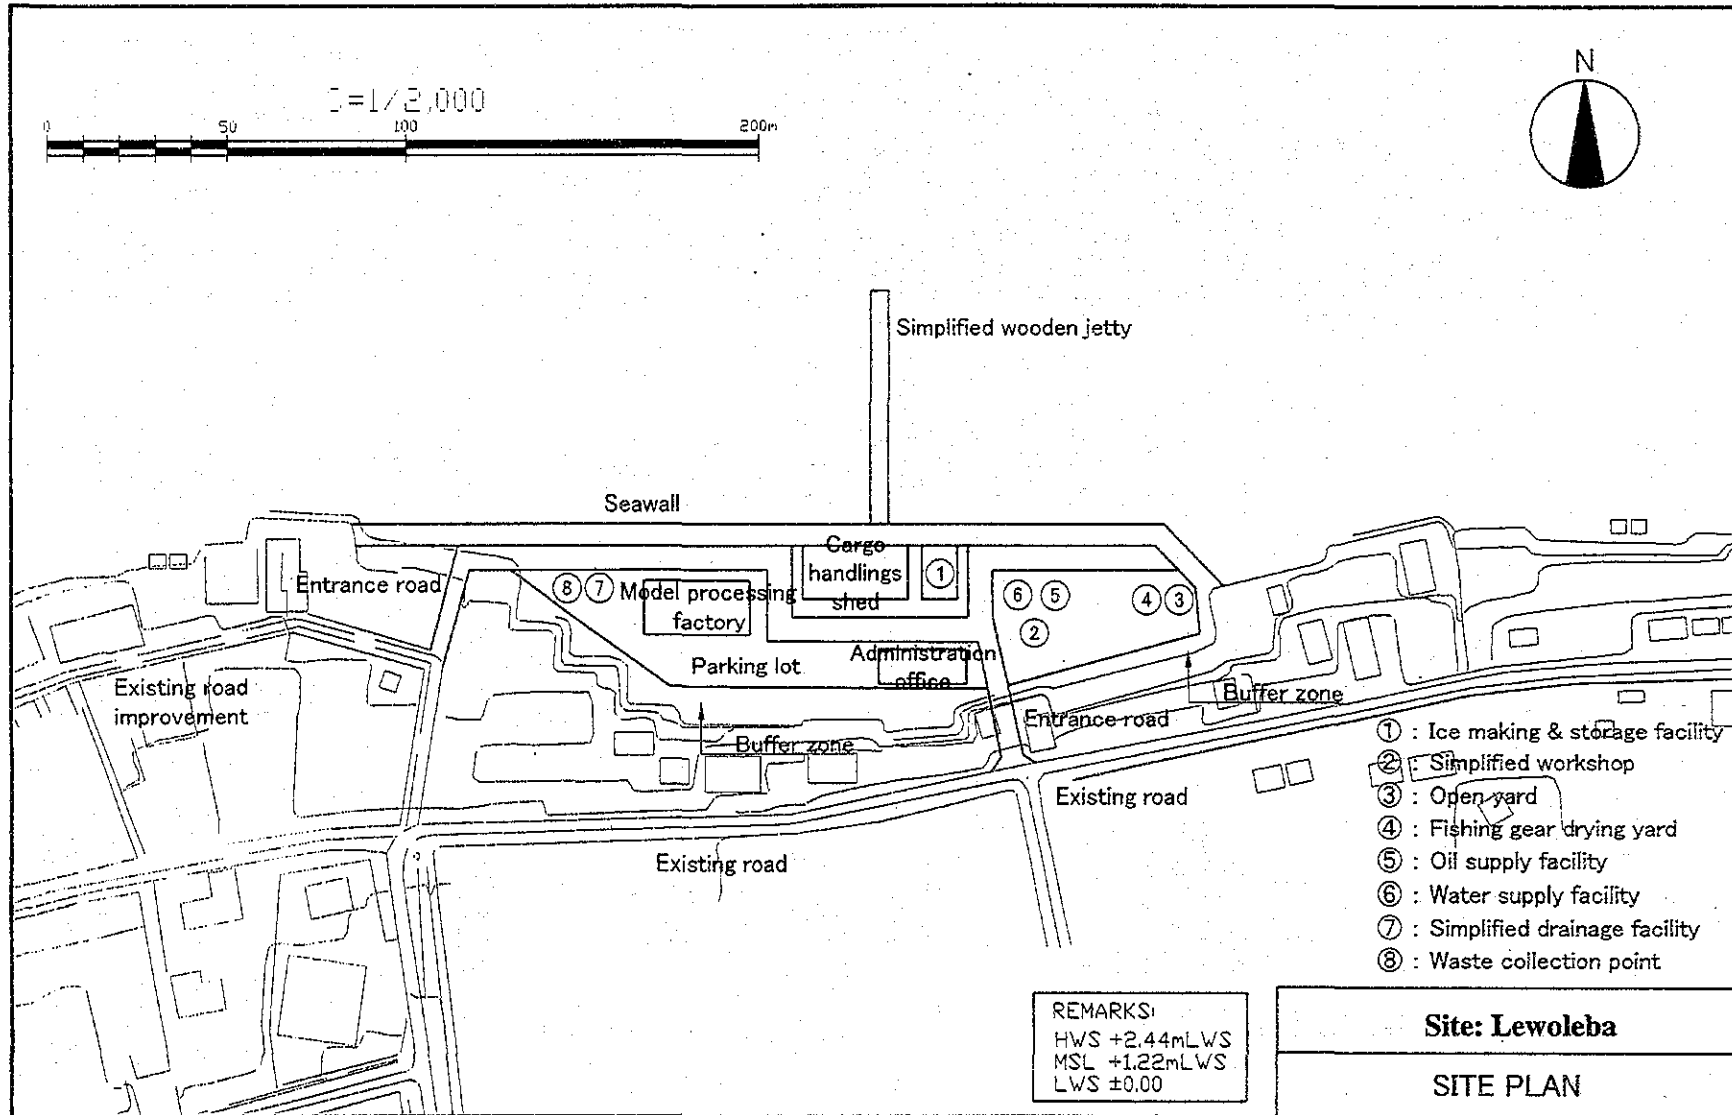 =1/2,000
0 50 100 200m
N
Simplified wooden jetty
Seawall
Cargo
handlings
shed
①
Entrance road
⑧ ⑦
Model processing
factory
⑥ ⑤
④ ③
②
Parking lot
Administration
office
Existing road
improvement
Buffer zone
Entrance road
Buffer zone
Existing road
Existing road
① : Ice making & storage facility
② : Simplified workshop
③ : Open yard
④ : Fishing gear drying yard
⑤ : Oil supply facility
⑥ : Water supply facility
⑦ : Simplified drainage facility
⑧ : Waste collection point
REMARKS:
HWS +2.44mLWS
MSL +1.22mLWS
LWS ±0.00
Site: Lewoleba
SITE PLAN